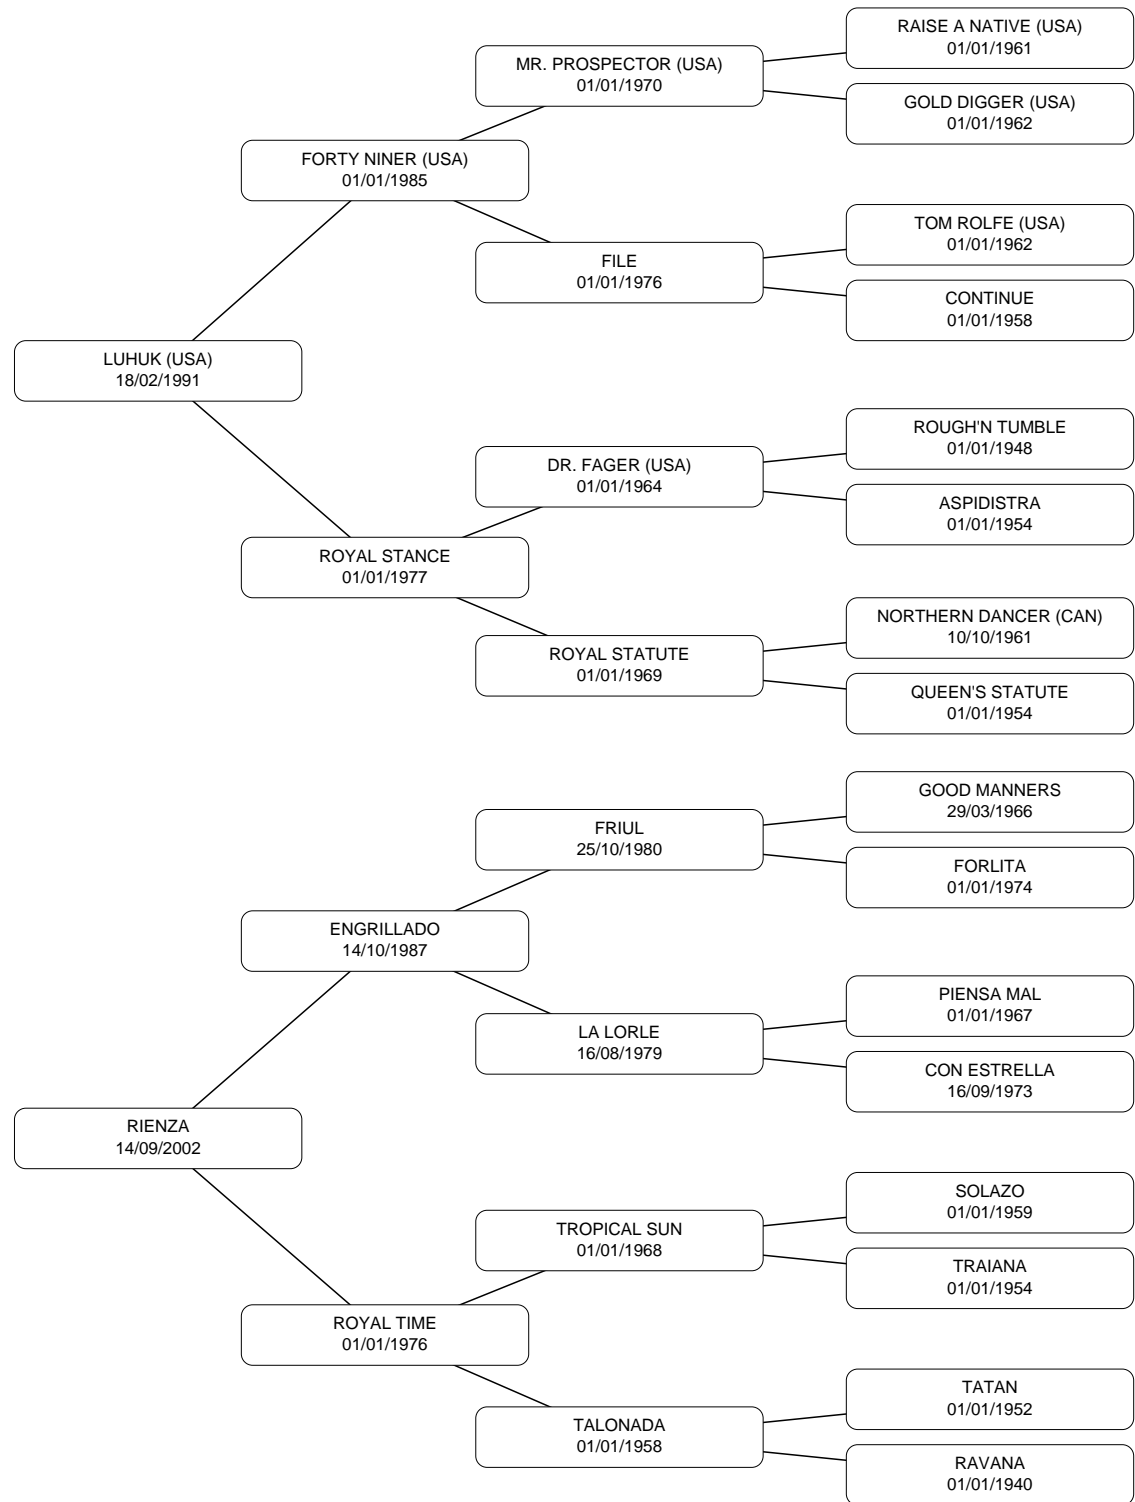 RAISE A NATIVE (USA)
01/01/1961
MR. PROSPECTOR (USA)
01/01/1970
GOLD DIGGER (USA)
01/01/1962
FORTY NINER (USA)
01/01/1985
TOM ROLFE (USA)
01/01/1962
FILE
01/01/1976
CONTINUE
01/01/1958
LUHUK (USA)
18/02/1991
ROUGH'N TUMBLE
01/01/1948
DR. FAGER (USA)
01/01/1964
ASPIDISTRA
01/01/1954
ROYAL STANCE
01/01/1977
NORTHERN DANCER (CAN)
10/10/1961
ROYAL STATUTE
01/01/1969
QUEEN'S STATUTE
01/01/1954
GOOD MANNERS
29/03/1966
FRIUL
25/10/1980
FORLITA
01/01/1974
ENGRILLADO
14/10/1987
PIENSA MAL
01/01/1967
LA LORLE
16/08/1979
CON ESTRELLA
16/09/1973
RIENZA
14/09/2002
SOLAZO
01/01/1959
TROPICAL SUN
01/01/1968
TRAIANA
01/01/1954
ROYAL TIME
01/01/1976
TATAN
01/01/1952
TALONADA
01/01/1958
RAVANA
01/01/1940